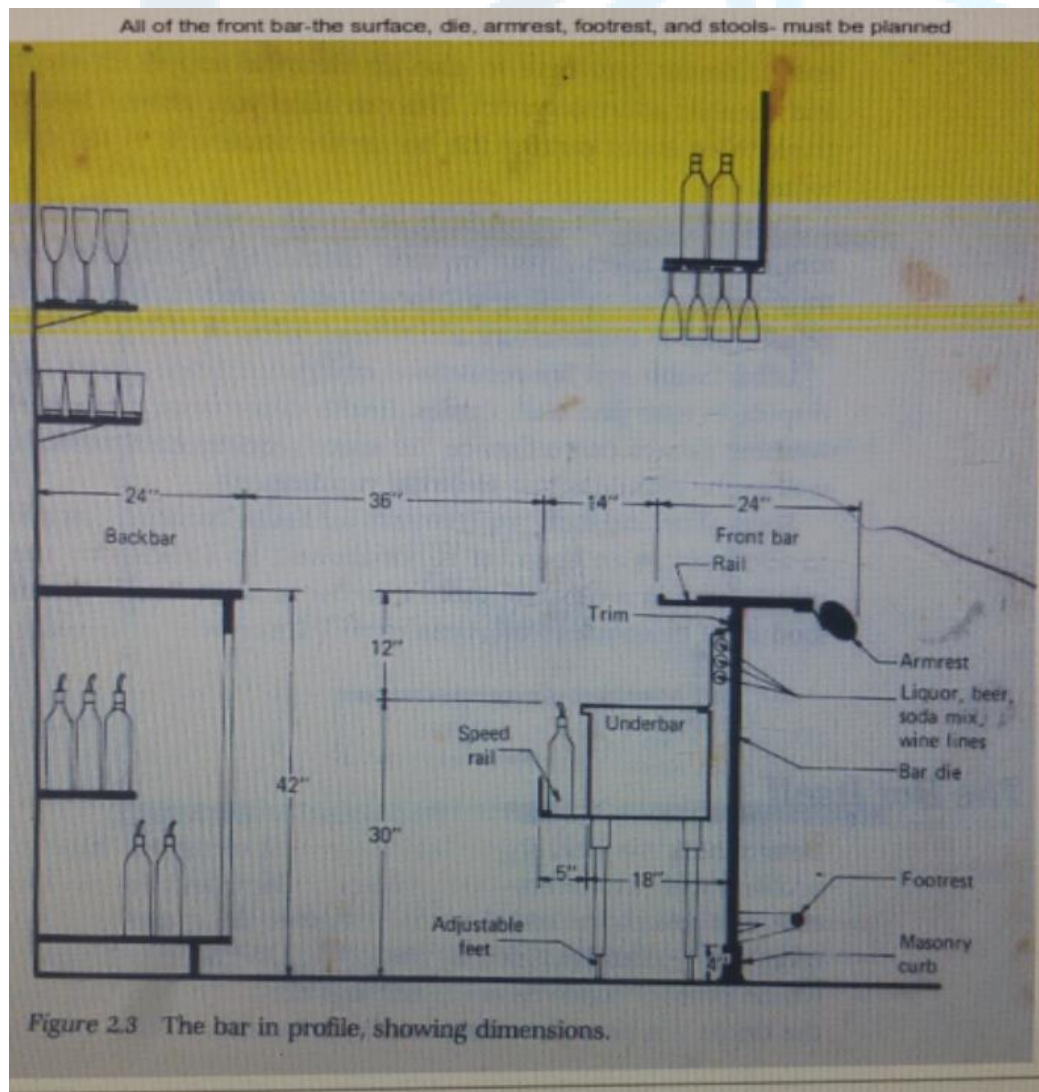 All of the front bar-the surface, die, armrest, footrest, and stools- must be planned
24"
36"
14"
24"
Backbar
Front bar
Rail
Trim
12"
Armrest
Liquor, beer,
soda mix,
wine lines
Underbar
Speed
rail
Bar die
42"
30"
5"
18"
Footrest
Adjustable
feet
Masonry
curb
Figure 2.3 The bar in profile, showing dimensions.